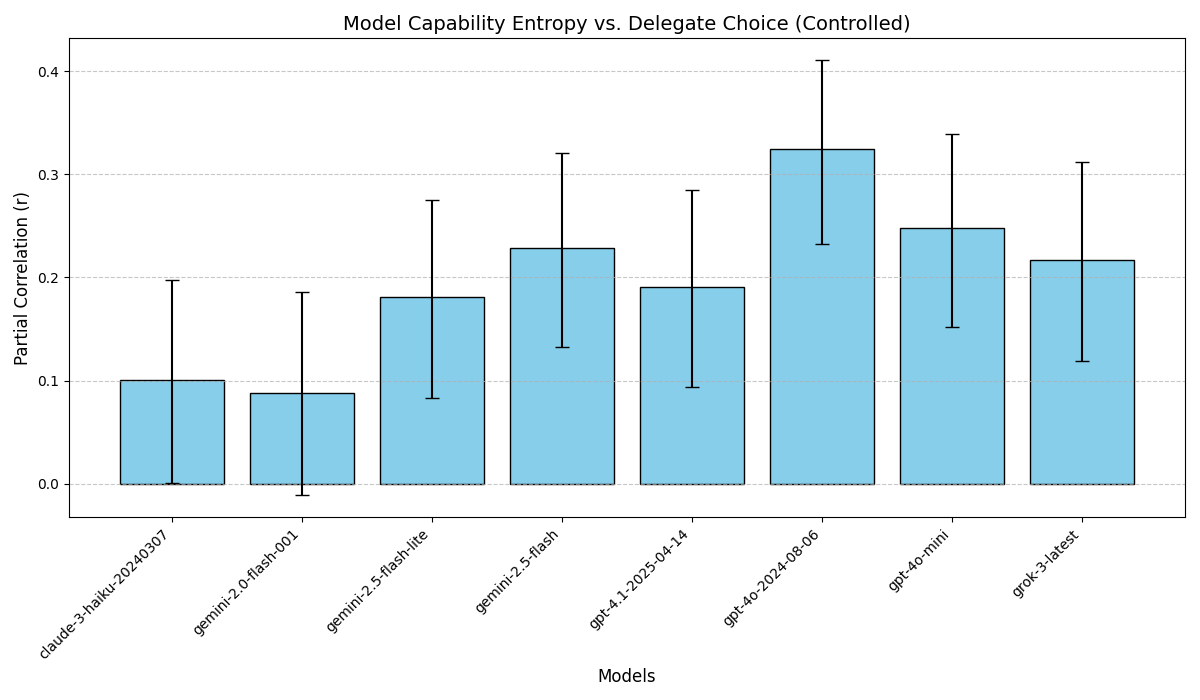 Model Capability Entropy vs. Delegate Choice (Controlled)
Partial Correlation (r)
0.4
0.3
0.2
0.1
0.0
claude-3-haiku-20240307
gemini-2.0-flash-001
gemini-2.5-flash-lite
gemini-2.5-flash
gpt-4.1-2025-04-14
gpt-4o-2024-08-06
gpt-4o-mini
grok-3-latest
Models